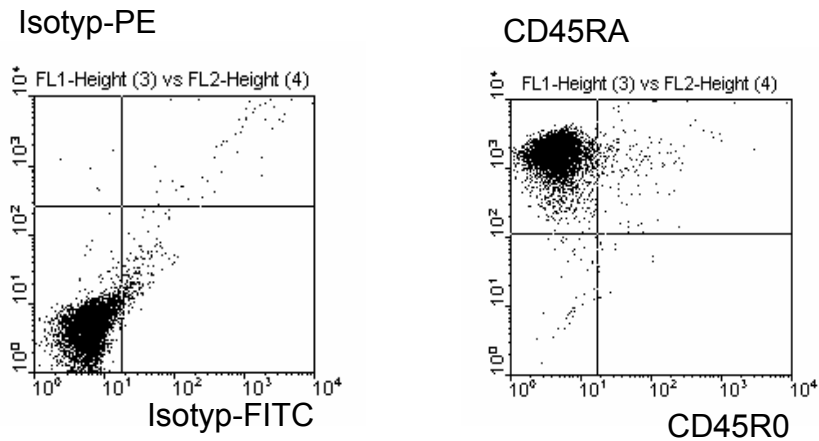 Isotyp-PE
FL1-Height (3) vs FL2-Height (4)
10⁴
10³
10²
10¹
10⁰
10⁰ 10¹ 10² 10³ 10⁴
Isotyp-FITC
CD45RA
FL1-Height (3) vs FL2-Height (4)
10⁴
10³
10²
10¹
10⁰
10⁰ 10¹ 10² 10³ 10⁴
CD45R0